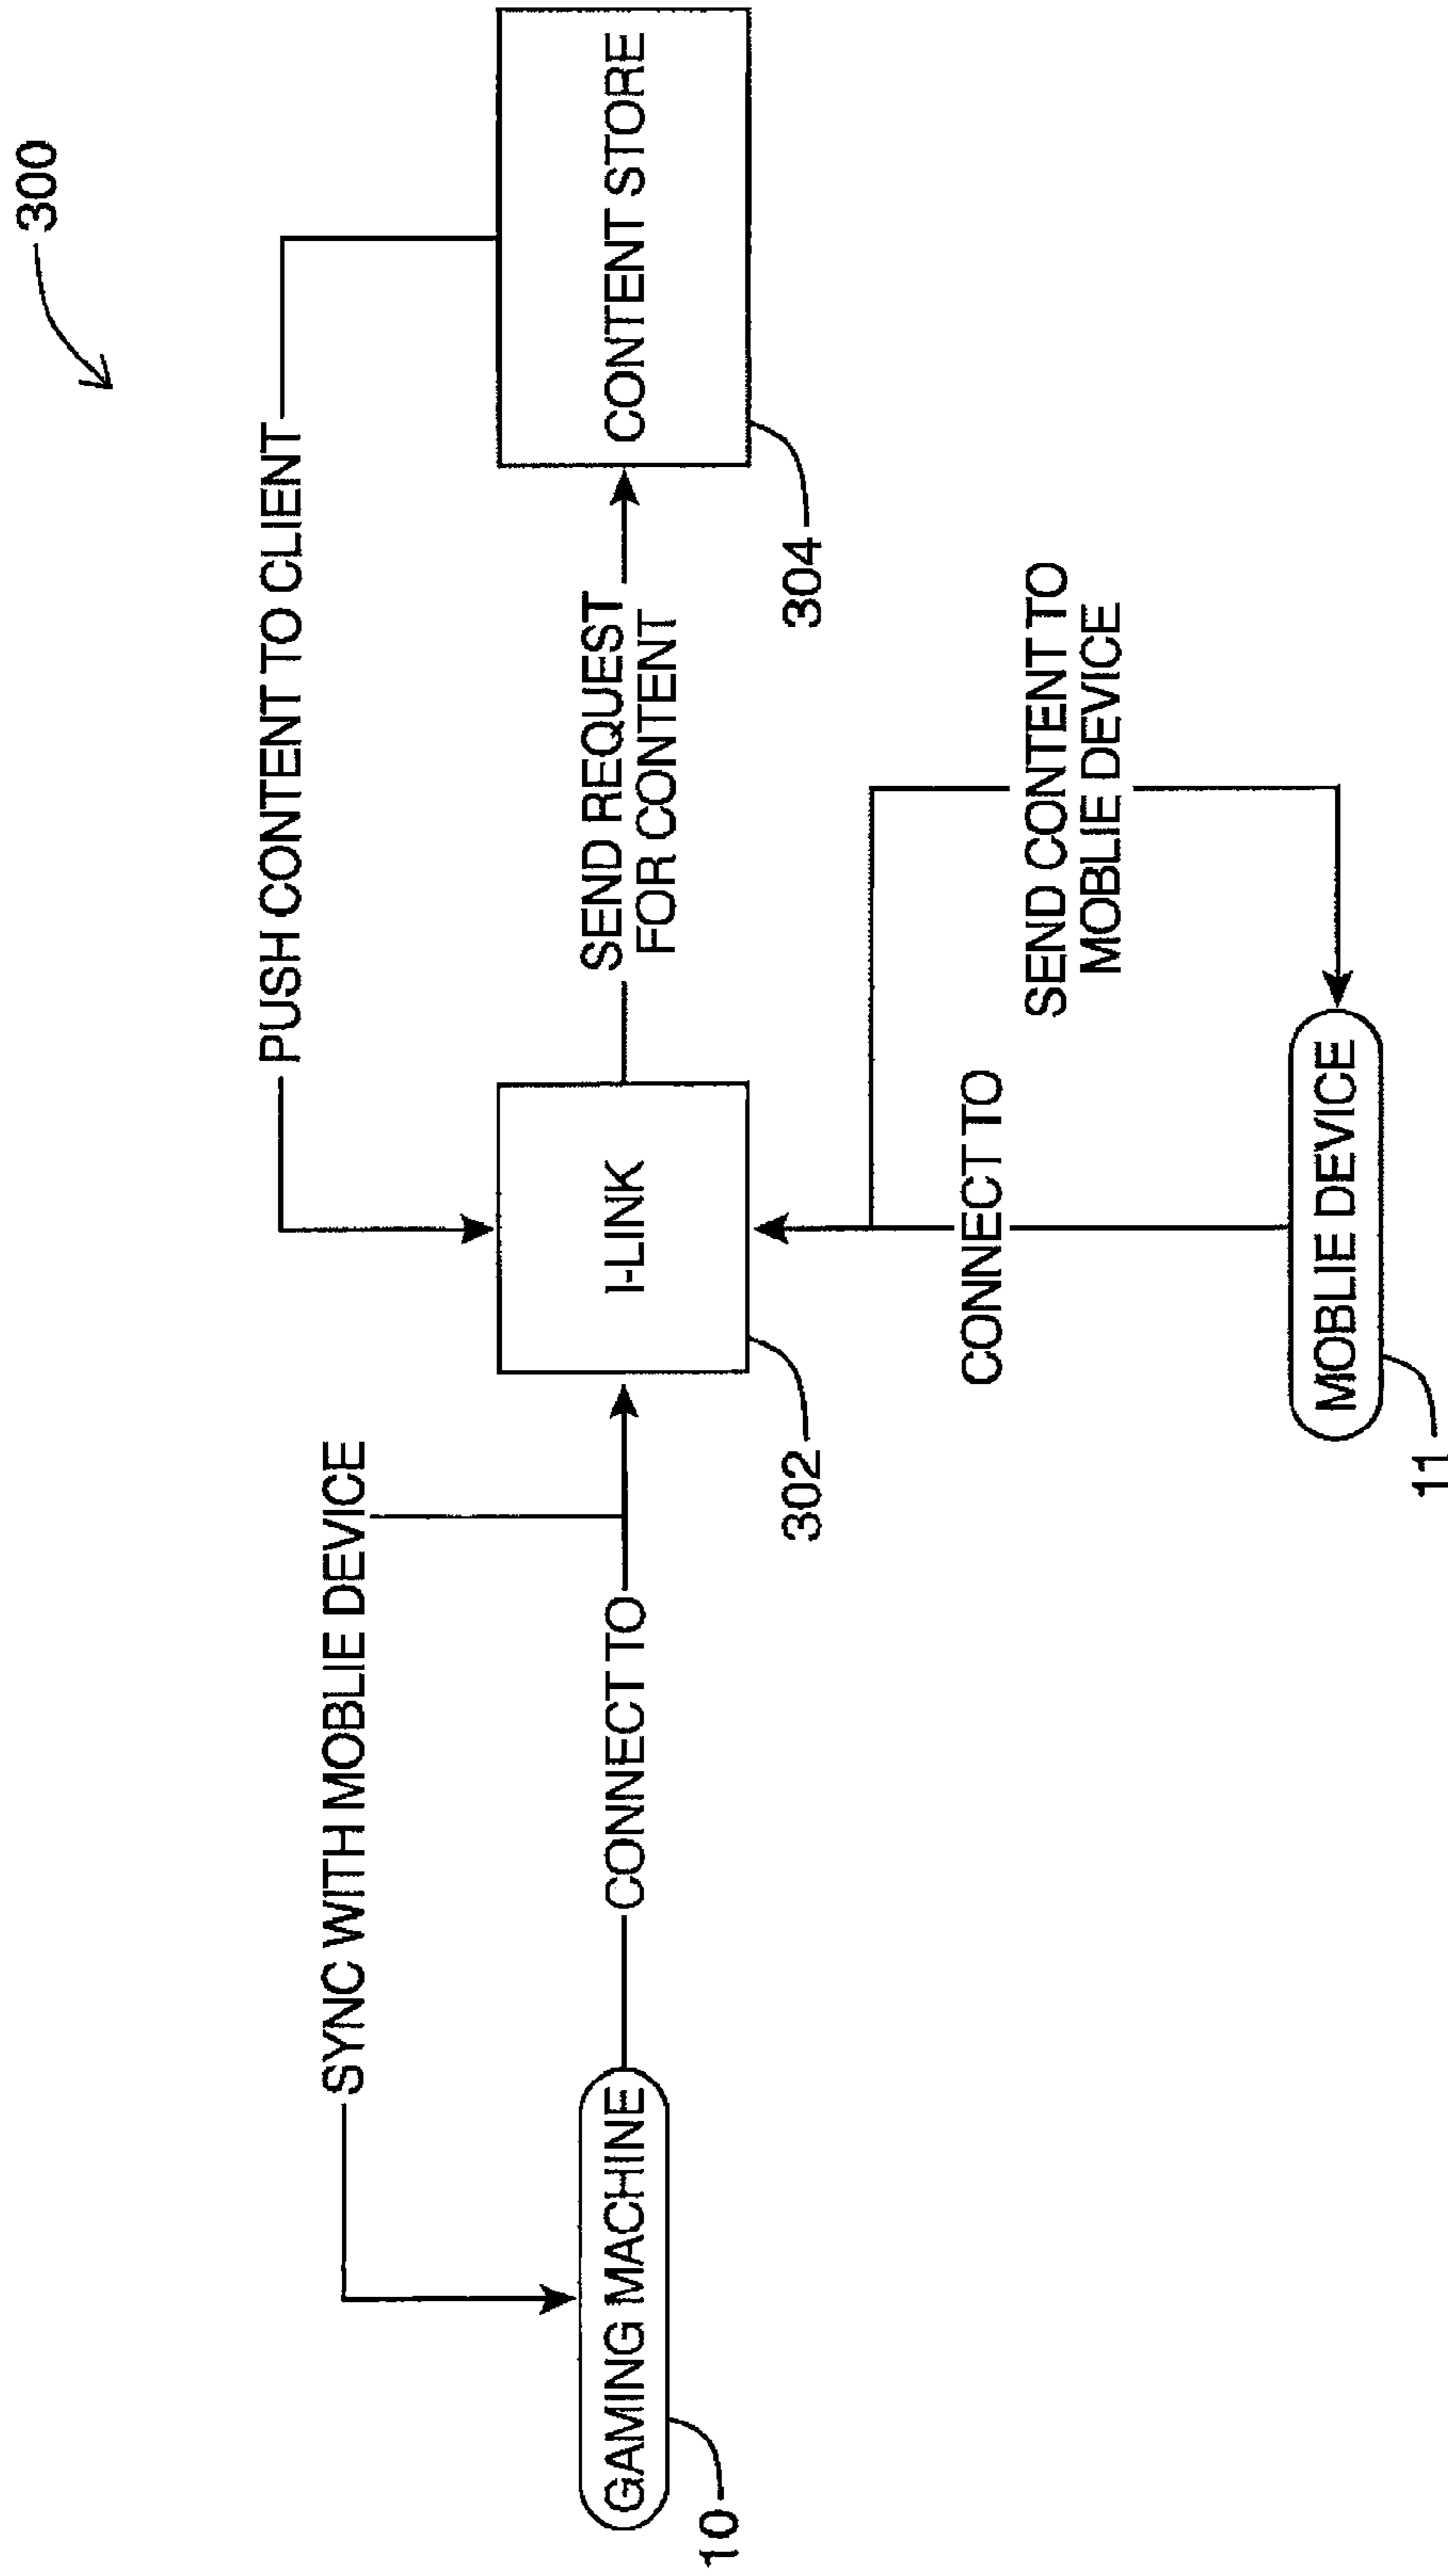 300
PUSH CONTENT TO CLIENT
SYNC WITH MOBLIE DEVICE
GAMING MACHINE
10
CONNECT TO
I-LINK
302
SEND REQUEST
FOR CONTENT
CONTENT STORE
304
CONNECT TO
SEND CONTENT TO
MOBLIE DEVICE
MOBLIE DEVICE
11